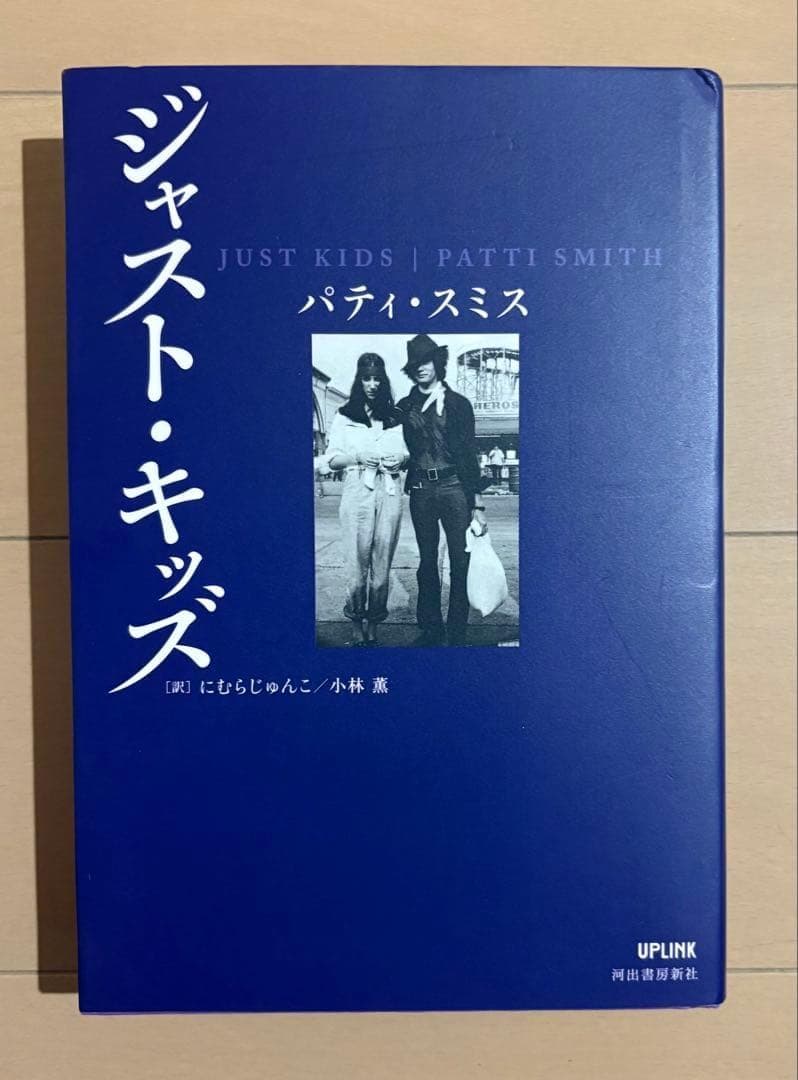 ジャスト・キッズ
JUST KIDS | PATTI SMITH
パティ・スミス
HEROS
［訳］にむらじゅんこ／小林 薫
UPLINK
河出書房新社